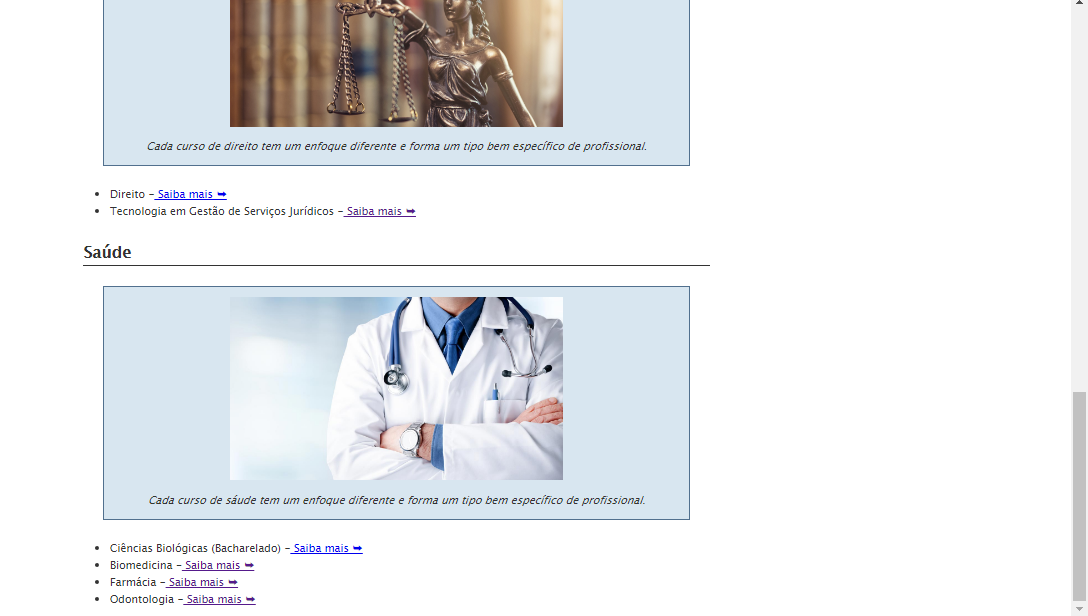 Cada curso de direito tem um enfoque diferente e forma um tipo bem específico de profissional.
Direito – Saiba mais ➥
Tecnologia em Gestão de Serviços Jurídicos – Saiba mais ➥
Saúde
Cada curso de sáude tem um enfoque diferente e forma um tipo bem específico de profissional.
Ciências Biológicas (Bacharelado) – Saiba mais ➥
Biomedicina – Saiba mais ➥
Farmácia – Saiba mais ➥
Odontologia – Saiba mais ➥